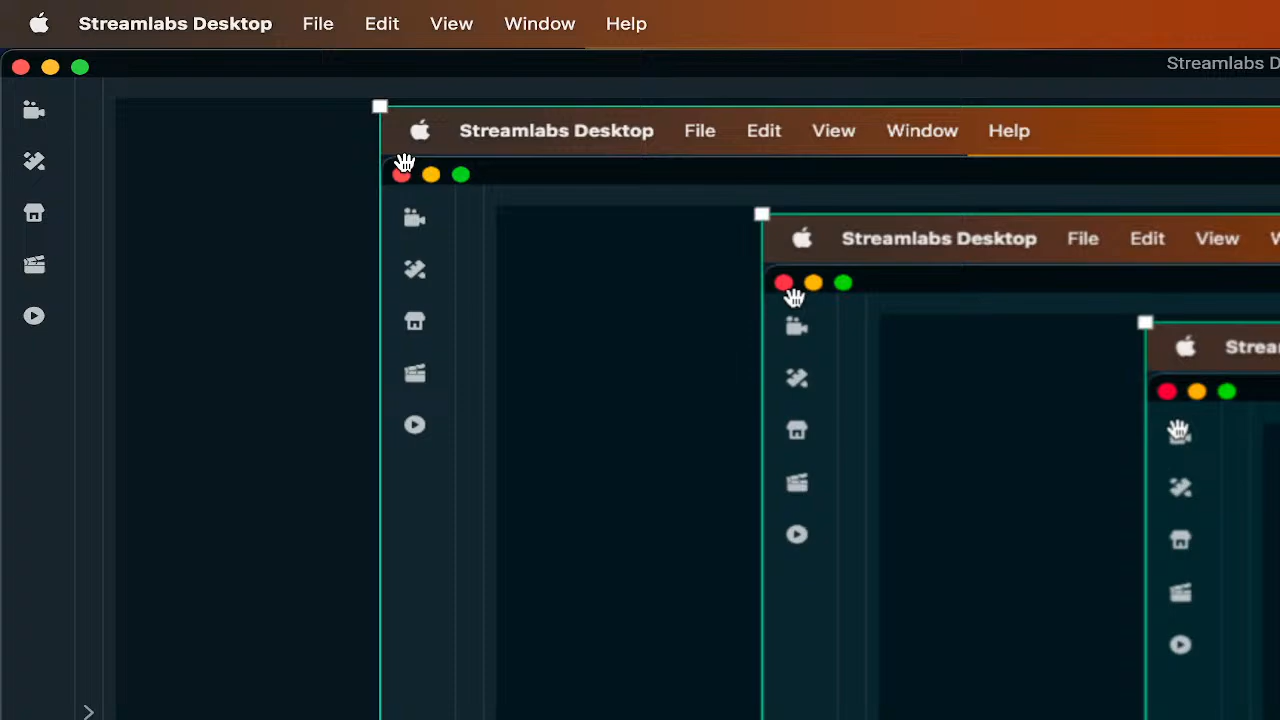 Streamlabs Desktop File Edit View Window Help
Streamlabs D
Streamlabs Desktop File Edit View Window Help
Streamlabs Desktop File Edit View
Strea